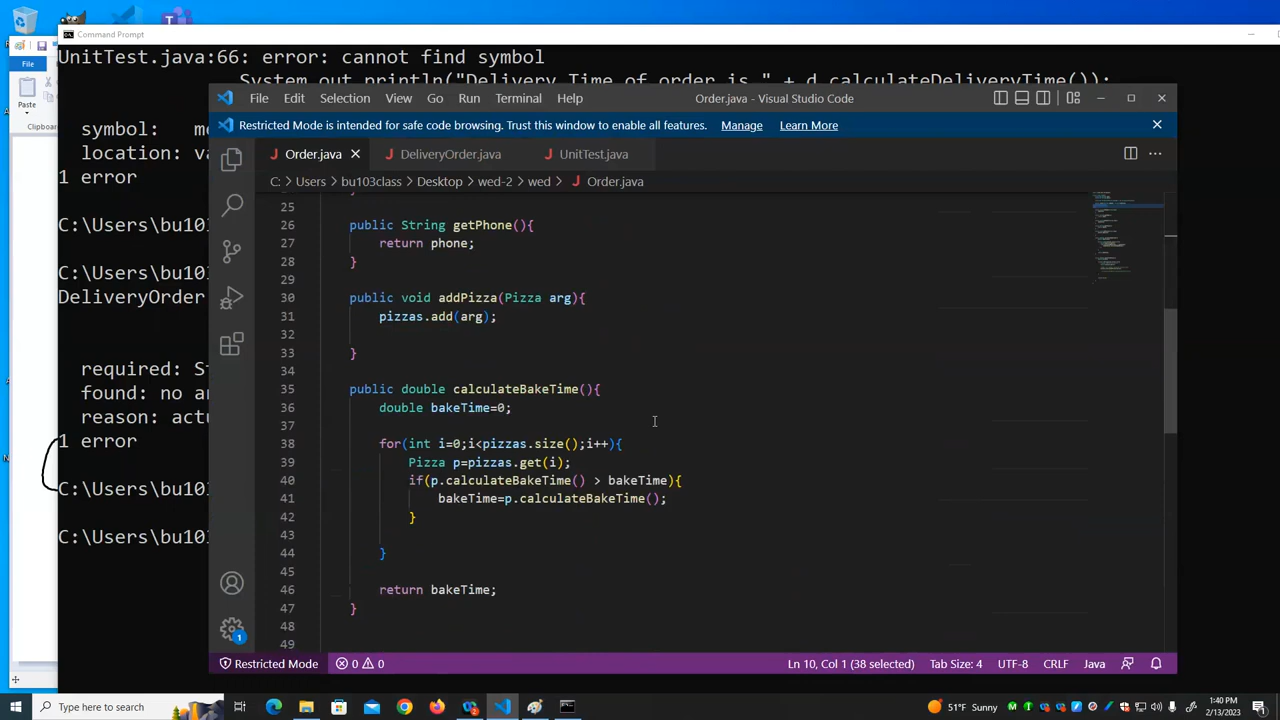 Command Prompt
UnitTest.java:66: error: cannot find symbol
System.out.println("Delivery Time of order is " + d.calculateDeliveryTime());
File
Paste
Clipboard
symbol:
location:
1 error
C:\Users\bu10
C:\Users\bu10
DeliveryOrder
required:
found: no
reason:
1 error
C:\Users\bu10
C:\Users\bu10
File Edit Selection View Go Run Terminal Help
Order.java - Visual Studio Code
Restricted Mode is intended for safe code browsing. Trust this window to enable all features. Manage Learn More
Order.java DeliveryOrder.java UnitTest.java
C: > Users > bu103class > Desktop > wed-2 > wed > Order.java
25
26 public String getPhone(){
27 return phone;
28 }
29
30 public void addPizza(Pizza arg){
31 pizzas.add(arg);
32
33 }
34
35 public double calculateBakeTime(){
36 double bakeTime=0;
37
38 for(int i=0;i<pizzas.size();i++){
39 Pizza p=pizzas.get(i);
40 if(p.calculateBakeTime() > bakeTime){
41 bakeTime=p.calculateBakeTime();
42 }
43
44 }
45
46 return bakeTime;
47 }
48
49
1
Restricted Mode 0 0 Ln 10, Col 1 (38 selected) Tab Size: 4 UTF-8 CRLF Java
Type here to search
51°F Sunny
1:40 PM
2/13/2023